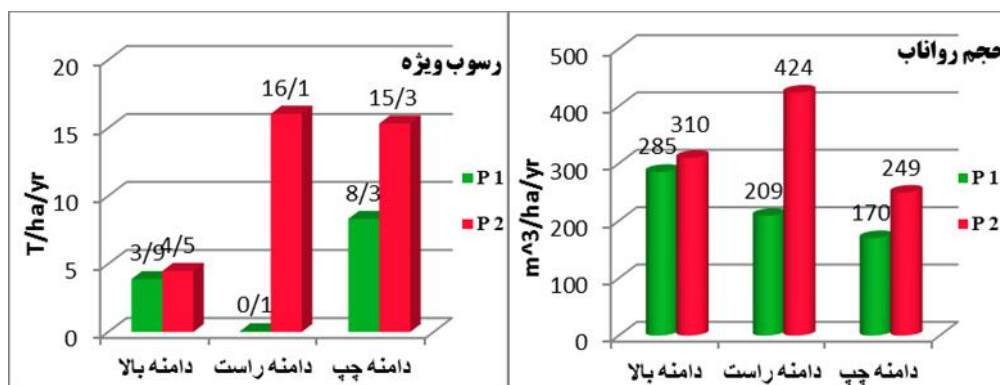 رسوب ویژه
T/ha/yr
20
15
10
5
0
3/9
4/5
0/1
16/1
8/3
15/3
دامنه بالا
دامنه راست
دامنه چپ
P 1
P 2
حجم رواناب
m^3/ha/yr
500
400
300
200
100
0
285
310
209
424
170
249
دامنه بالا
دامنه راست
دامنه چپ
P 1
P 2